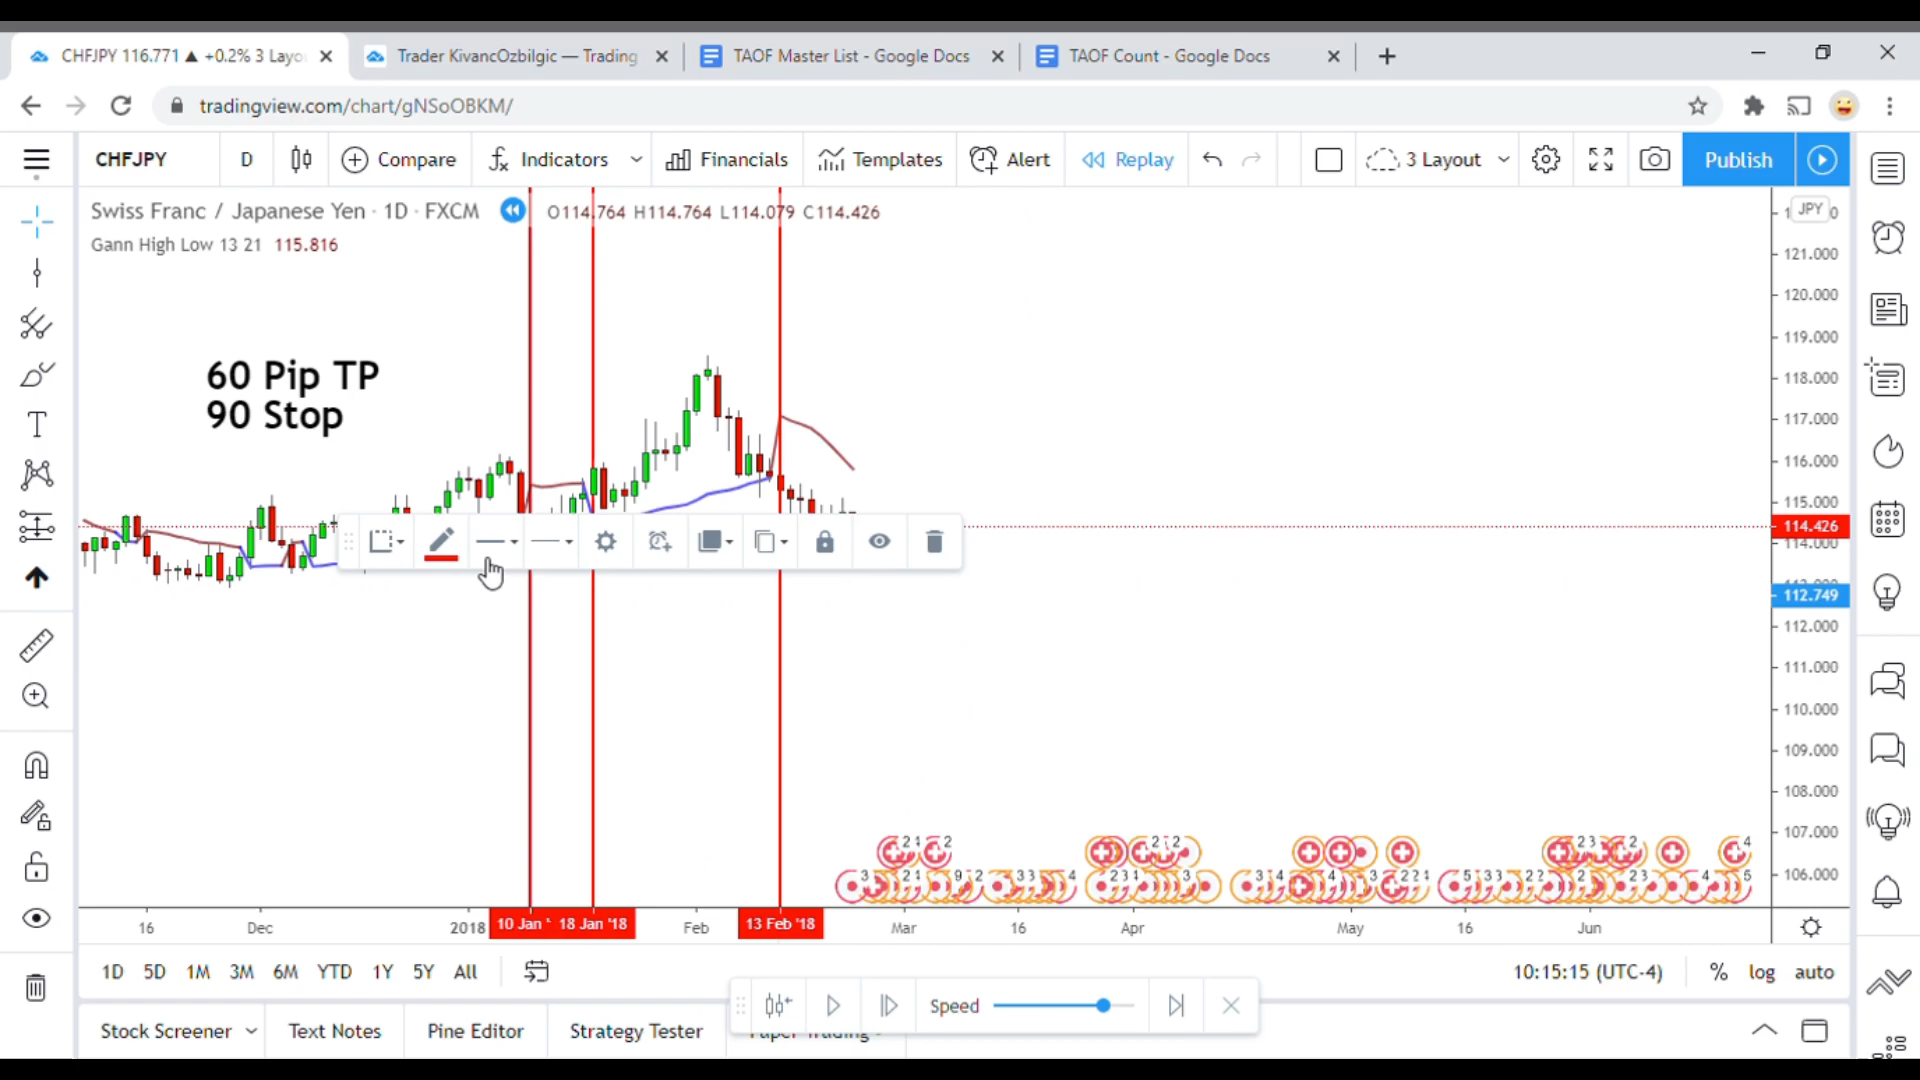 CHFJPY 116.771 ▲ +0.2% 3 Layo
Trader KivancOzbilgic — Trading
TAOF Master List - Google Docs
TAOF Count - Google Docs
tradingview.com/chart/gNSoOBKM/
CHFJPY
D
Compare
Indicators
Financials
Templates
Alert
Replay
3 Layout
Publish
Swiss Franc / Japanese Yen · 1D · FXCM
O114.764 H114.764 L114.079 C114.426
Gann High Low 13 21 115.816
JPY
121.000
120.000
119.000
118.000
117.000
116.000
115.000
114.426
114.000
112.749
112.000
111.000
110.000
109.000
108.000
107.000
106.000
60 Pip TP
90 Stop
16
Dec
2018
10 Jan '
18 Jan '18
Feb
13 Feb '18
Mar
16
Apr
May
16
Jun
1D 5D 1M 3M 6M YTD 1Y 5Y All
10:15:15 (UTC-4)
% log auto
Speed
Stock Screener
Text Notes
Pine Editor
Strategy Tester
Paper Trading